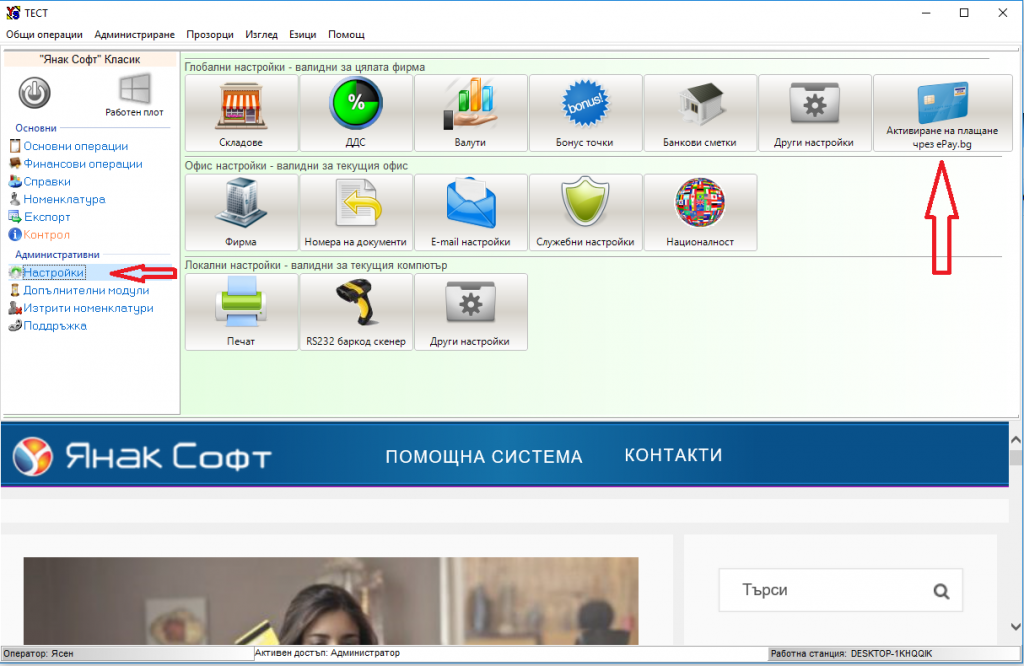 ТЕСТ
Общи операции Администриране Прозорци Изглед Езици Помощ
"Янак Софт" Класик
Работен плот
Основни
Основни операции
Финансови операции
Справки
Номенклатура
Експорт
Контрол
Административни
Настройки
Допълнителни модули
Изтрити номенклатури
Поддръжка
Глобални настройки - валидни за цялата фирма
Складове
%
ДДС
Валути
bonus!
Бонус точки
Банкови сметки
Други настройки
Активиране на плащане
чрез ePay.bg
Офис настройки - валидни за текущия офис
Фирма
Номера на документи
E-mail настройки
Служебни настройки
Националност
Локални настройки - валидни за текущия компютър
Печат
RS232 баркод скенер
Други настройки
Янак Софт
ПОМОЩНА СИСТЕМА
КОНТАКТИ
Търси
Оператор: Ясен
Активен достъп: Администратор
Работна станция: DESKTOP-1KHQQIK